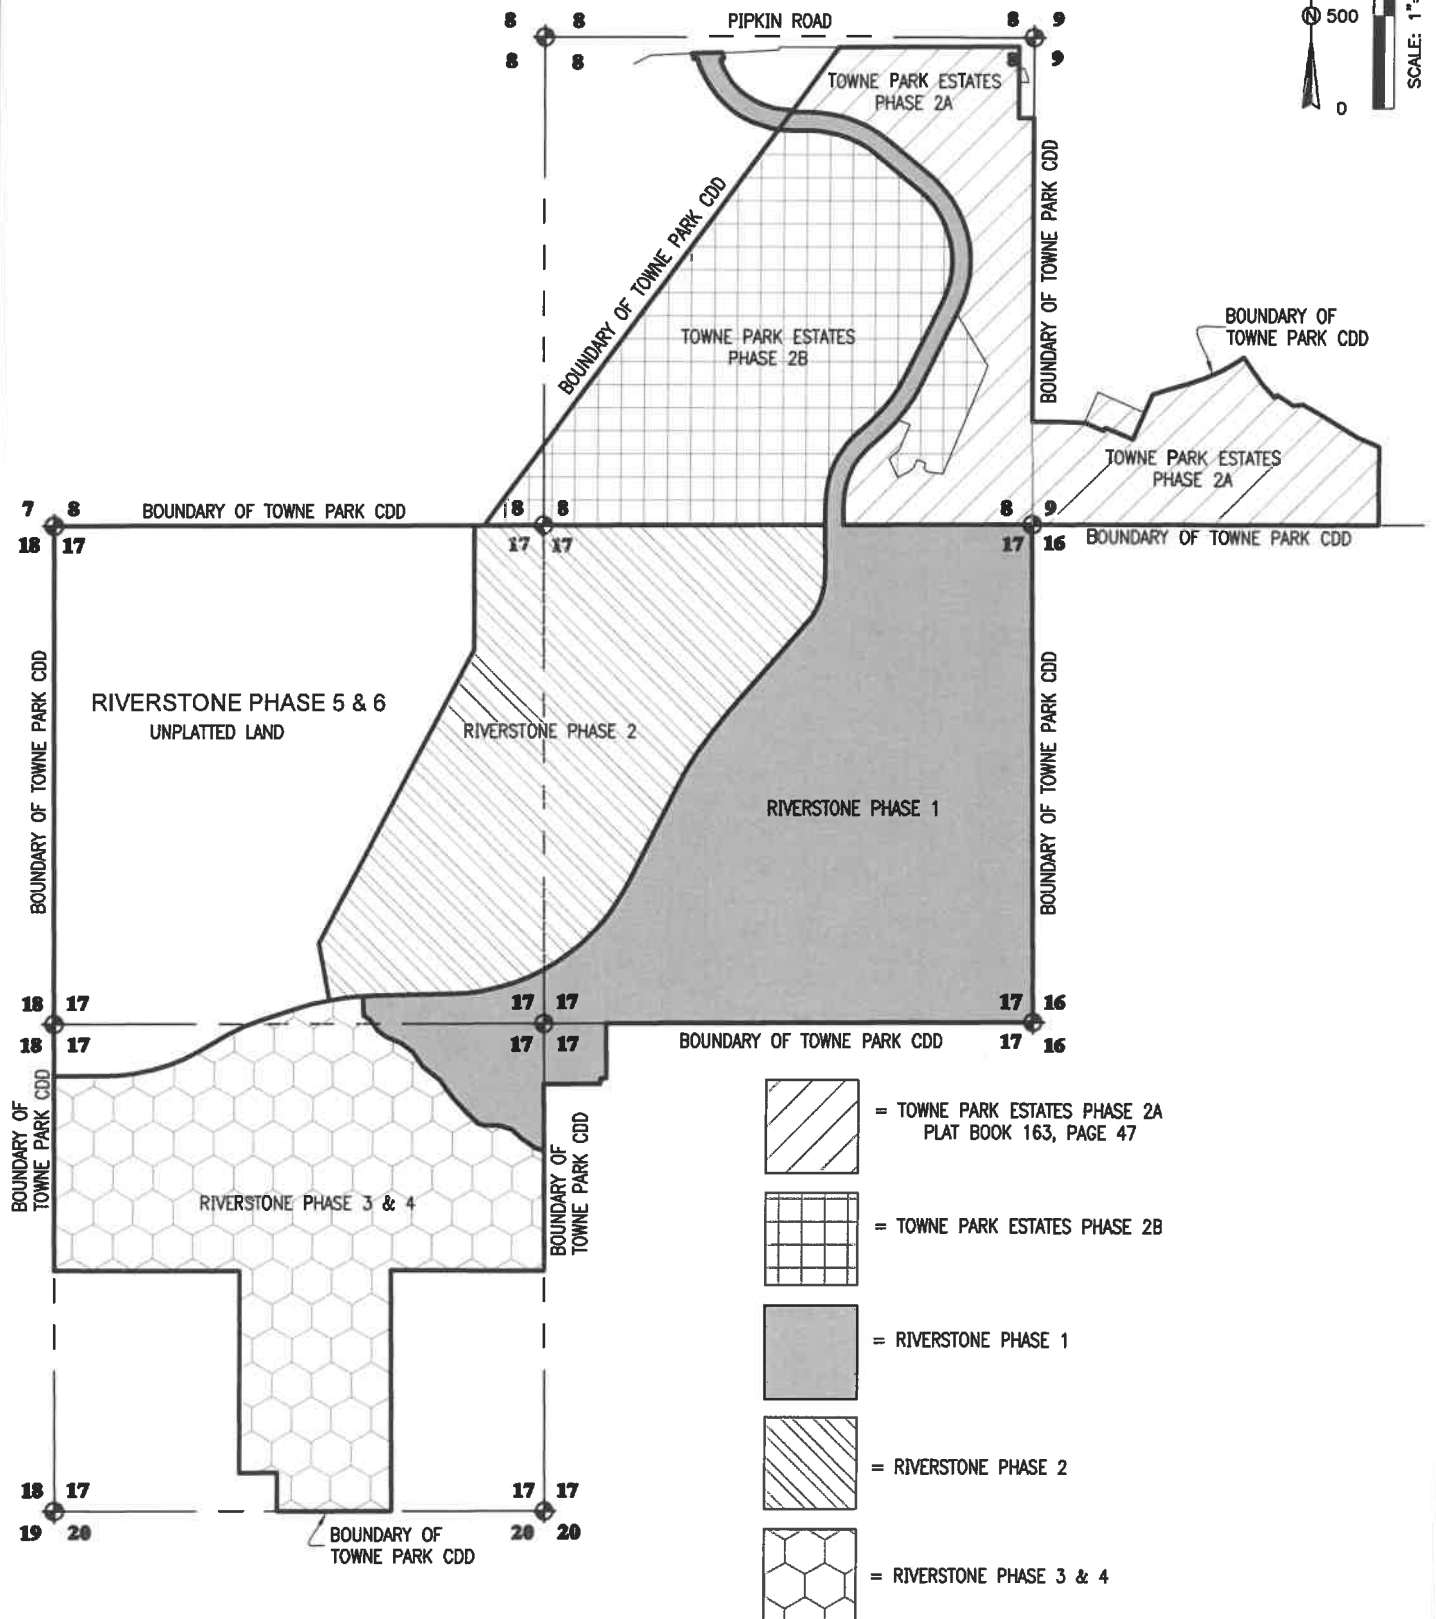 8 8 PIPKIN ROAD 8 9
8 8 8 9
N 500
0
SCALE: 1"=
TOWNE PARK ESTATES
PHASE 2A
BOUNDARY OF TOWNE PARK CDD
BOUNDARY OF TOWNE PARK CDD
TOWNE PARK ESTATES
PHASE 2B
BOUNDARY OF
TOWNE PARK CDD
TOWNE PARK ESTATES
PHASE 2A
7 8 BOUNDARY OF TOWNE PARK CDD 8 8 8 9
18 17 17 17 17 16 BOUNDARY OF TOWNE PARK CDD
BOUNDARY OF TOWNE PARK CDD
RIVERSTONE PHASE 5 & 6
UNPLATTED LAND
RIVERSTONE PHASE 2
RIVERSTONE PHASE 1
BOUNDARY OF TOWNE PARK CDD
18 17 17 17 17 16
18 17 17 17 BOUNDARY OF TOWNE PARK CDD 17 16
BOUNDARY OF
TOWNE PARK CDD
RIVERSTONE PHASE 3 & 4
BOUNDARY OF
TOWNE PARK CDD
= TOWNE PARK ESTATES PHASE 2A
PLAT BOOK 163, PAGE 47
= TOWNE PARK ESTATES PHASE 2B
= RIVERSTONE PHASE 1
= RIVERSTONE PHASE 2
= RIVERSTONE PHASE 3 & 4
18 17 17 17
19 20 20 20
BOUNDARY OF
TOWNE PARK CDD